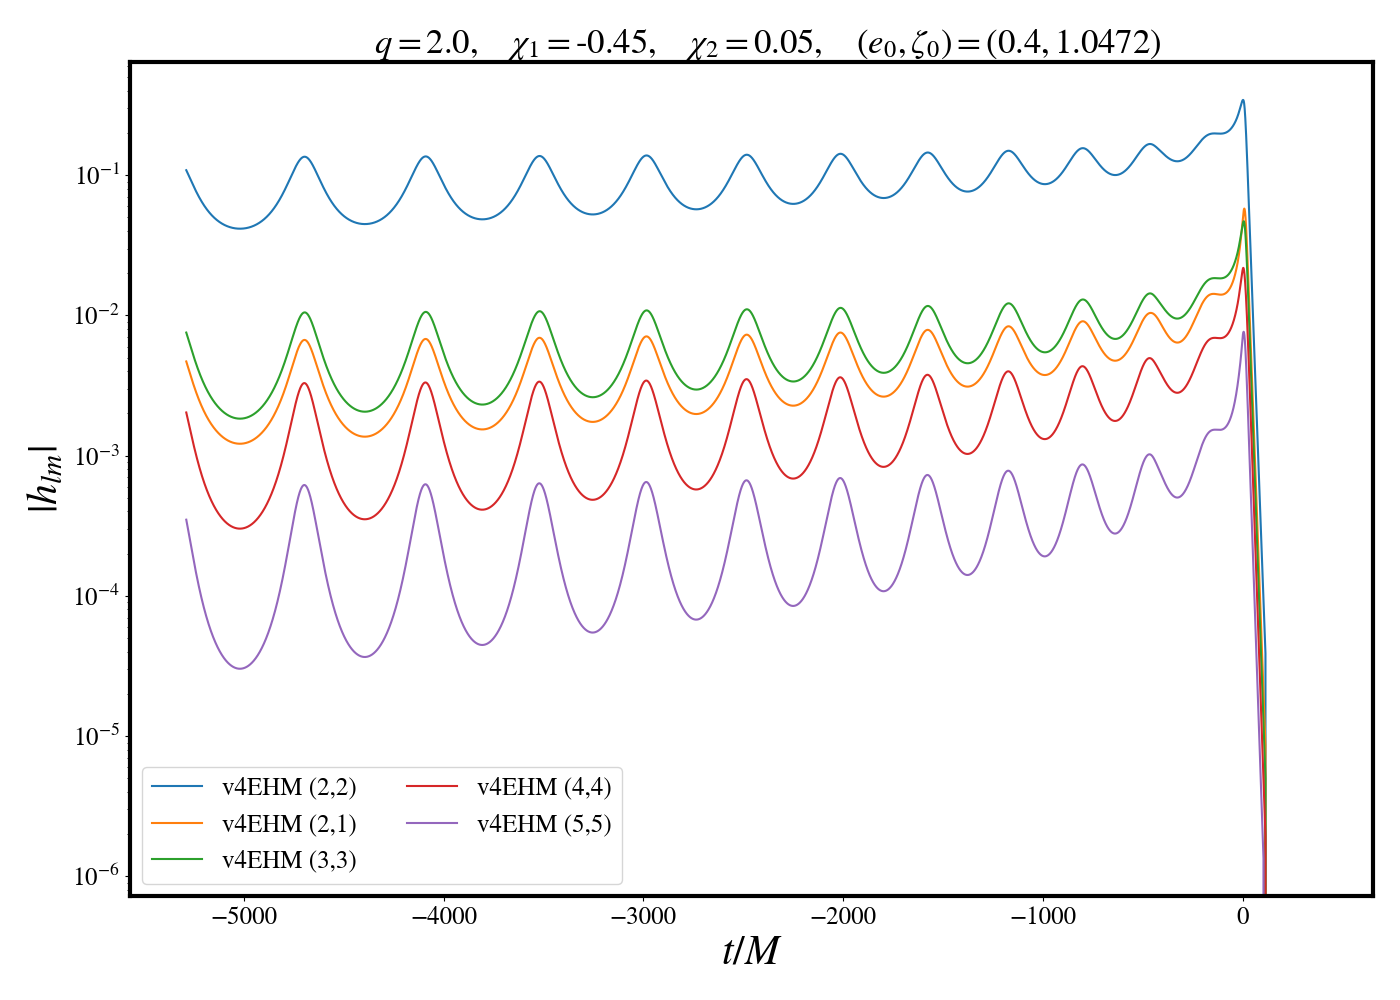 q = 2.0, χ₁ = -0.45, χ₂ = 0.05, (e₀, ζ₀) = (0.4, 1.0472)
|hₗₘ|
10⁻¹
10⁻²
10⁻³
10⁻⁴
10⁻⁵
10⁻⁶
v4EHM (2,2) v4EHM (4,4)
v4EHM (2,1) v4EHM (5,5)
v4EHM (3,3)
−5000 −4000 −3000 −2000 −1000 0
t/M